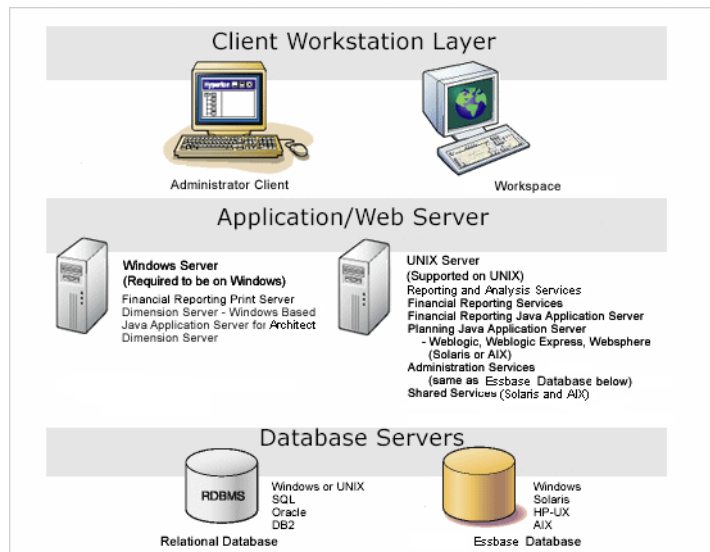 Client Workstation Layer
Hyperion
Administrator Client
Workspace
Application/Web Server
Windows Server
(Required to be on Windows)
Financial Reporting Print Server
Dimension Server - Windows Based
Java Application Server for Architect
Dimension Server
UNIX Server
(Supported on UNIX)
Reporting and Analysis Services
Financial Reporting Services
Financial Reporting Java Application Server
Planning Java Application Server
- Weblogic, Weblogic Express, Websphere
(Solaris or AIX)
Administration Services
(same as Essbase Database below)
Shared Services (Solaris and AIX)
Database Servers
RDBMS
Windows or UNIX
SQL
Oracle
DB2
Relational Database
Windows
Solaris
HP-UX
AIX
Essbase Database